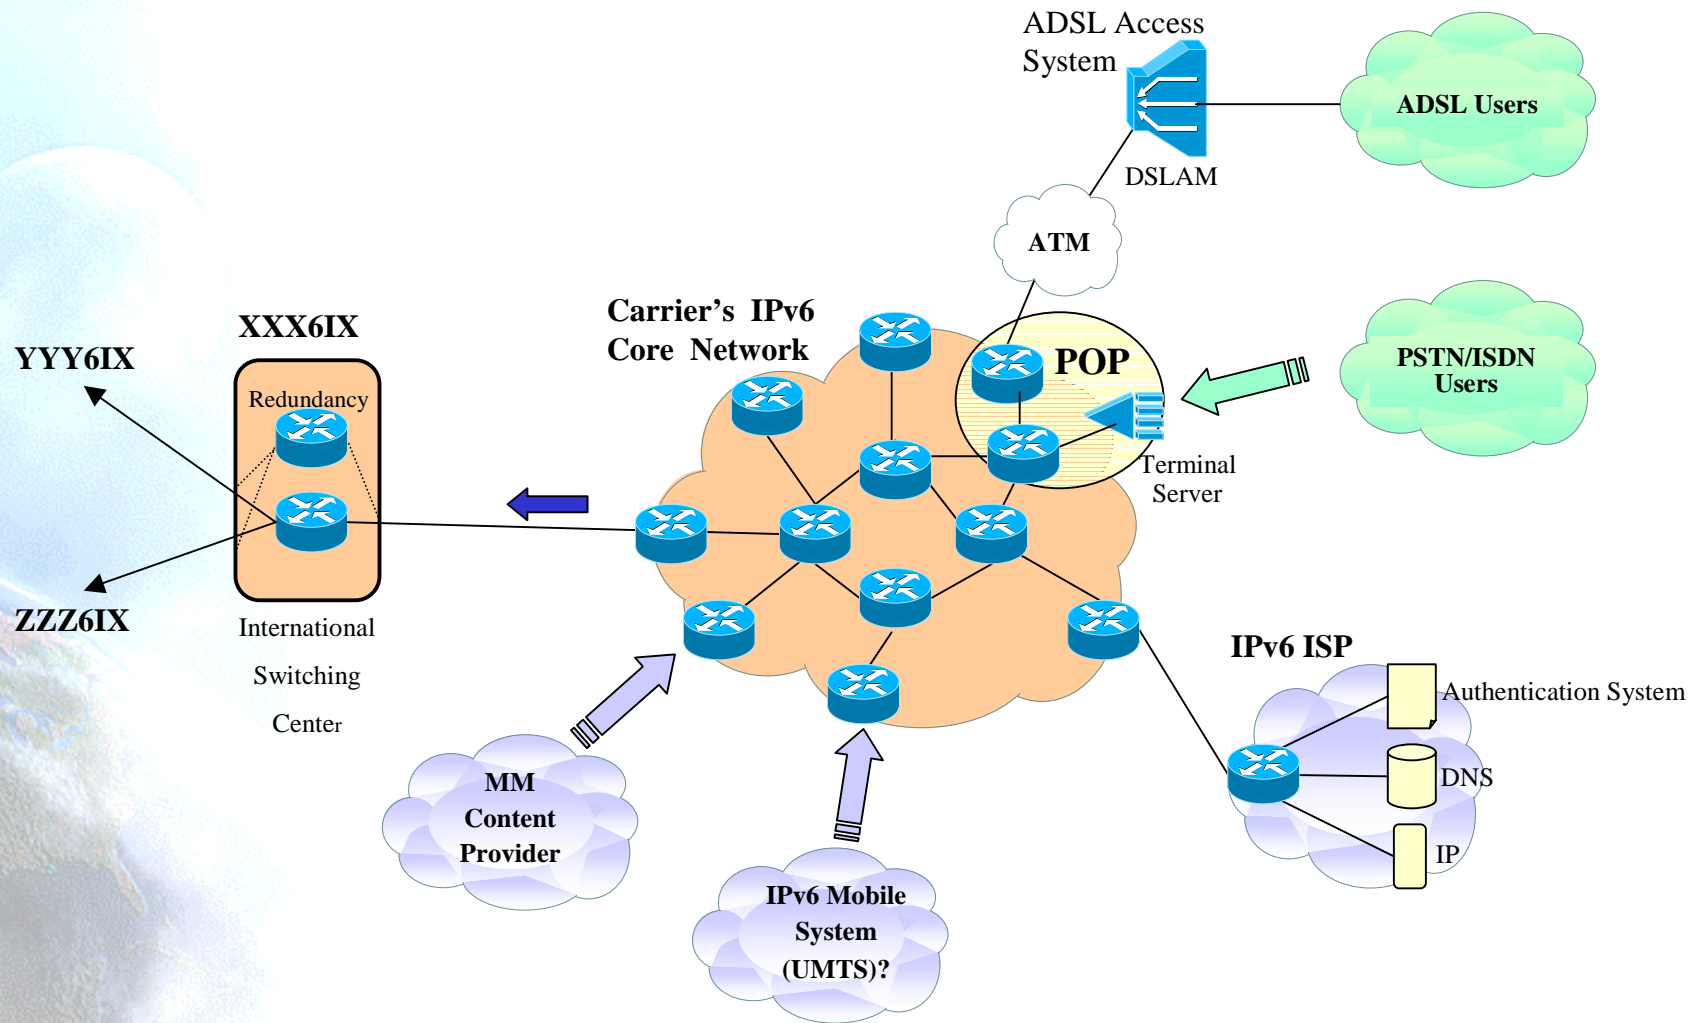 ADSL Access
System
ADSL Users
DSLAM
ATM
Carrier's IPv6
Core Network
POP
PSTN/ISDN
Users
XXX6IX
YYY6IX
Redundancy
Terminal
Server
ZZZ6IX
International
Switching
Center
IPv6 ISP
Authentication System
DNS
IP
MM
Content
Provider
IPv6 Mobile
System
(UMTS)?